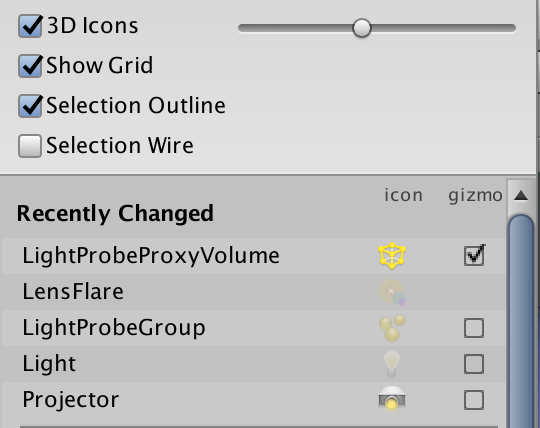 3D Icons
Show Grid
Selection Outline
Selection Wire
icon gizmo
Recently Changed
LightProbeProxyVolume
LensFlare
LightProbeGroup
Light
Projector